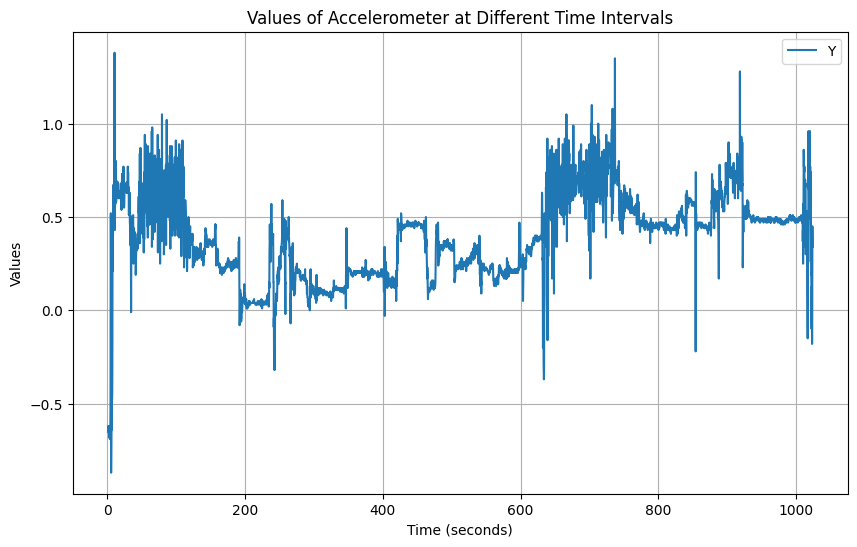 Values of Accelerometer at Different Time Intervals
Y
1.0
0.5
0.0
−0.5
Values
0
200
400
600
800
1000
Time (seconds)